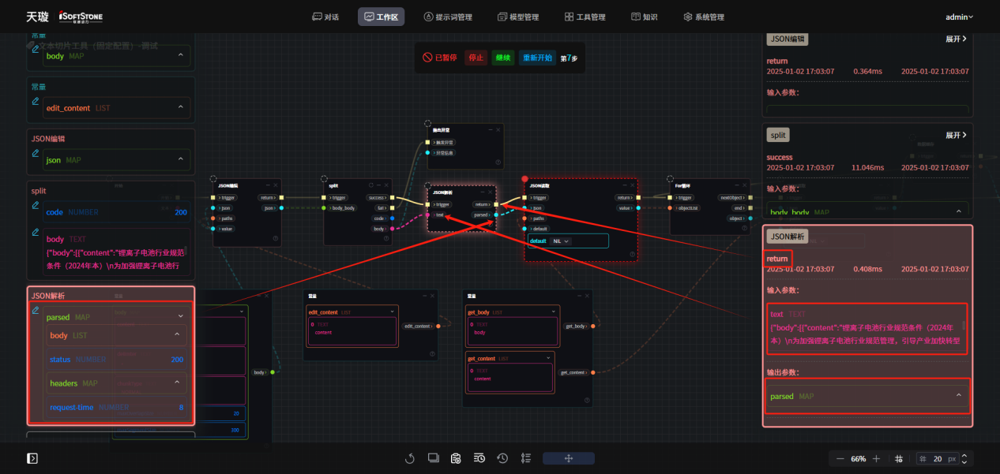 天璇 iSOFTSTONE
软通动力
对话
工作区
提示词管理
模型管理
工具管理
知识
系统管理
admin
文本切片工具（固定配置）-调试
常量
body MAP
常量
edit_content LIST
JSON编辑
json MAP
split
code NUMBER 200
body TEXT
{"body":[{"content":"锂离子电池行业规范
条件（2024年本）\n为加强锂离子电池行
JSON解析
parsed MAP
body LIST
status NUMBER 200
headers MAP
request-time NUMBER 8
已暂停 停止 继续 重新开始 第7步
抛出异常
触发异常
异常信息
JSON编辑
trigger return
json json
paths
value
split
trigger success
body_body fail
code
body
JSON解析
trigger return
text parsed
JSON读取
trigger return
json value
paths
default
default NIL
For循环
trigger nextObject
objectList end
object
body
20
300
常量
edit_content LIST
0 TEXT
content
edit_content
常量
get_body LIST
0 TEXT
body
get_body
get_content LIST
0 TEXT
content
get_content
JSON编辑 展开
return
2025-01-02 17:03:07 0.364ms 2025-01-02 17:03:07
输入参数：
split 展开
success
2025-01-02 17:03:07 11.046ms 2025-01-02 17:03:07
输入参数：
body_body MAP
JSON解析
return
2025-01-02 17:03:07 0.408ms 2025-01-02 17:03:07
输入参数：
text TEXT
{"body":[{"content":"锂离子电池行业规范条件（2024年
本）\n为加强锂离子电池行业规范管理，引导产业加快转型
输出参数：
parsed MAP
66%
20 px